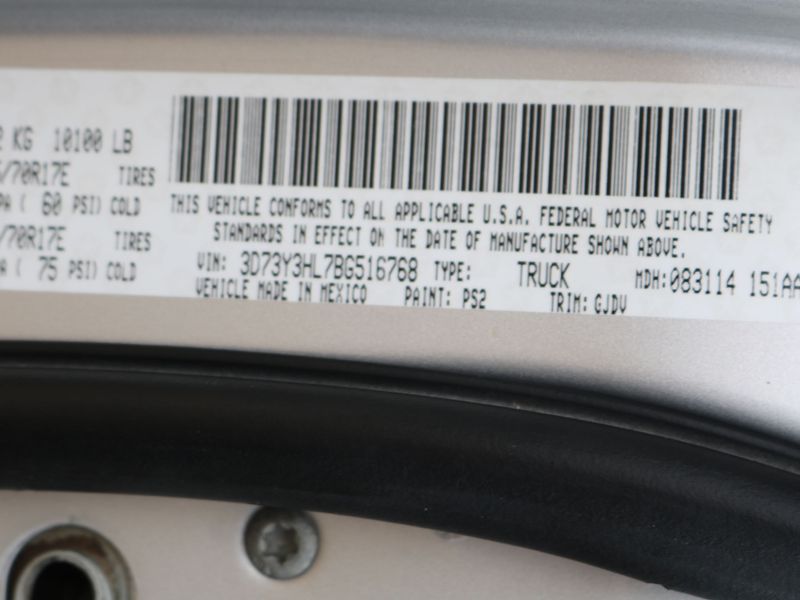 KG 10100 LB
/70R17E TIRES
PA ( 60 PSI) COLD
/70R17E TIRES
A ( 75 PSI) COLD
THIS VEHICLE CONFORMS TO ALL APPLICABLE U.S.A. FEDERAL MOTOR VEHICLE SAFETY
STANDARDS IN EFFECT ON THE DATE OF MANUFACTURE SHOWN ABOVE.
VIN: 3D73Y3HL7BG516768 TYPE: TRUCK MDH:083114 151AA
VEHICLE MADE IN MEXICO PAINT: PS2 TRIM: GJDV